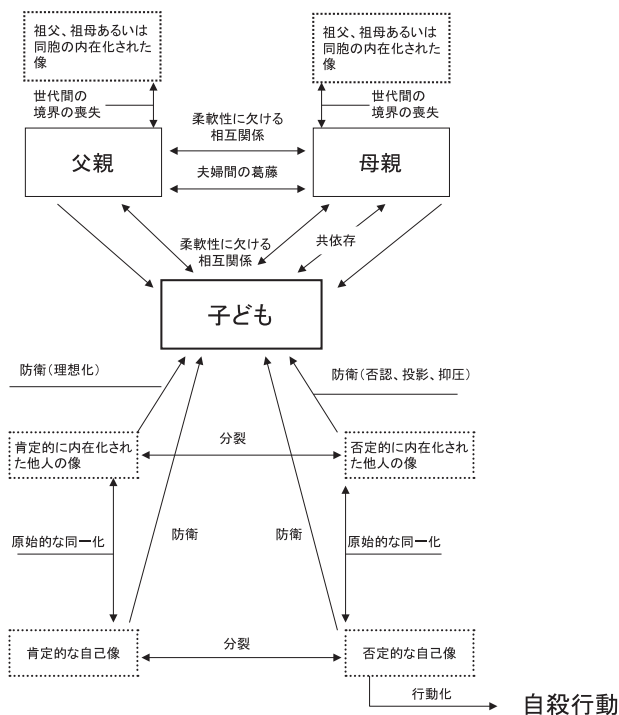 祖父、祖母あるいは
同胞の内在化された
像
祖父、祖母あるいは
同胞の内在化された
像
世代間の
境界の喪失
世代間の
境界の喪失
柔軟性に欠ける
相互関係
父親
母親
夫婦間の葛藤
柔軟性に欠ける
相互関係
共依存
子ども
防衛（理想化）
防衛（否認、投影、抑圧）
肯定的に内在化され
た他人の像
分裂
否定的に内在化され
た他人の像
原始的な同一化
防衛
防衛
原始的な同一化
肯定的な自己像
分裂
否定的な自己像
行動化
自殺行動